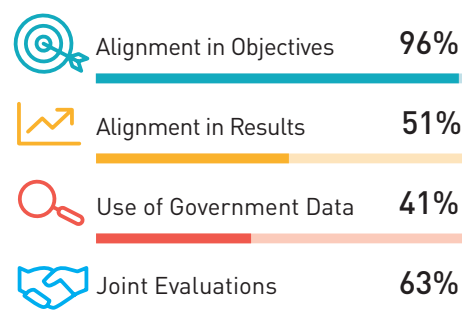 Alignment in Objectives 96%
Alignment in Results 51%
Use of Government Data 41%
Joint Evaluations 63%